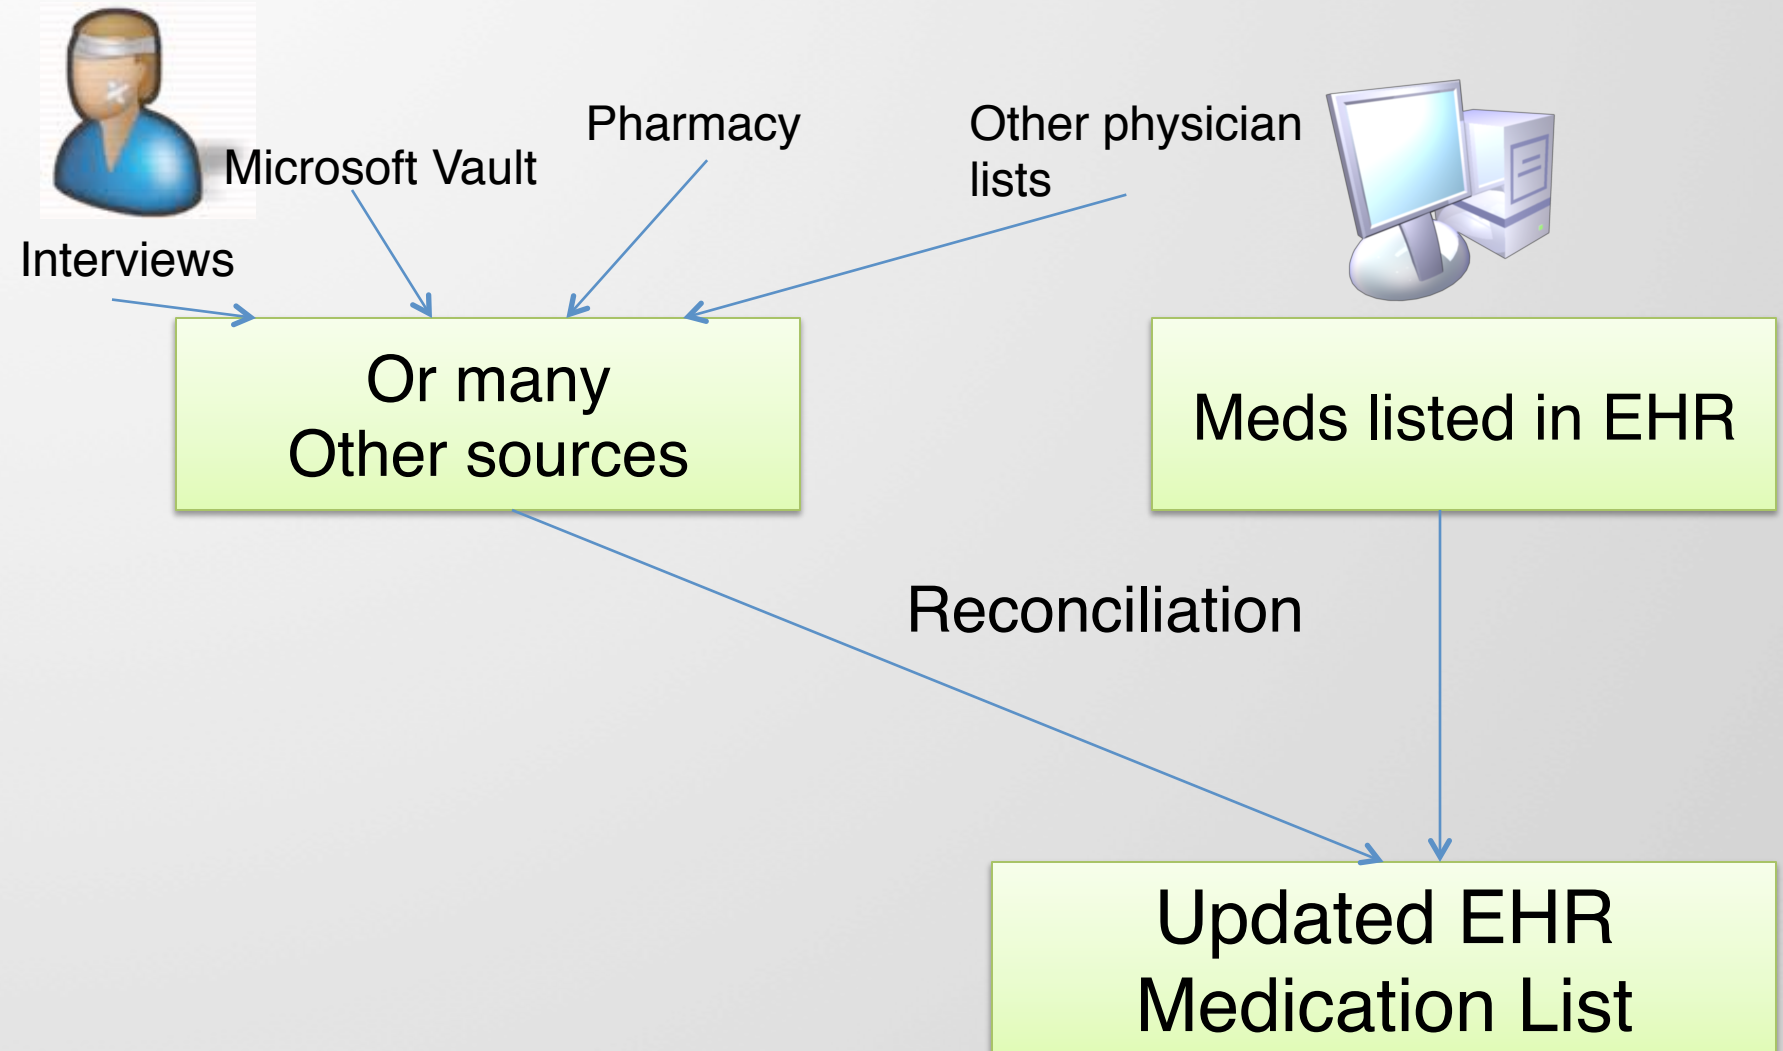 Pharmacy
Other physician
lists
Microsoft Vault
Interviews
Or many
Other sources
Meds listed in EHR
Reconciliation
Updated EHR
Medication List